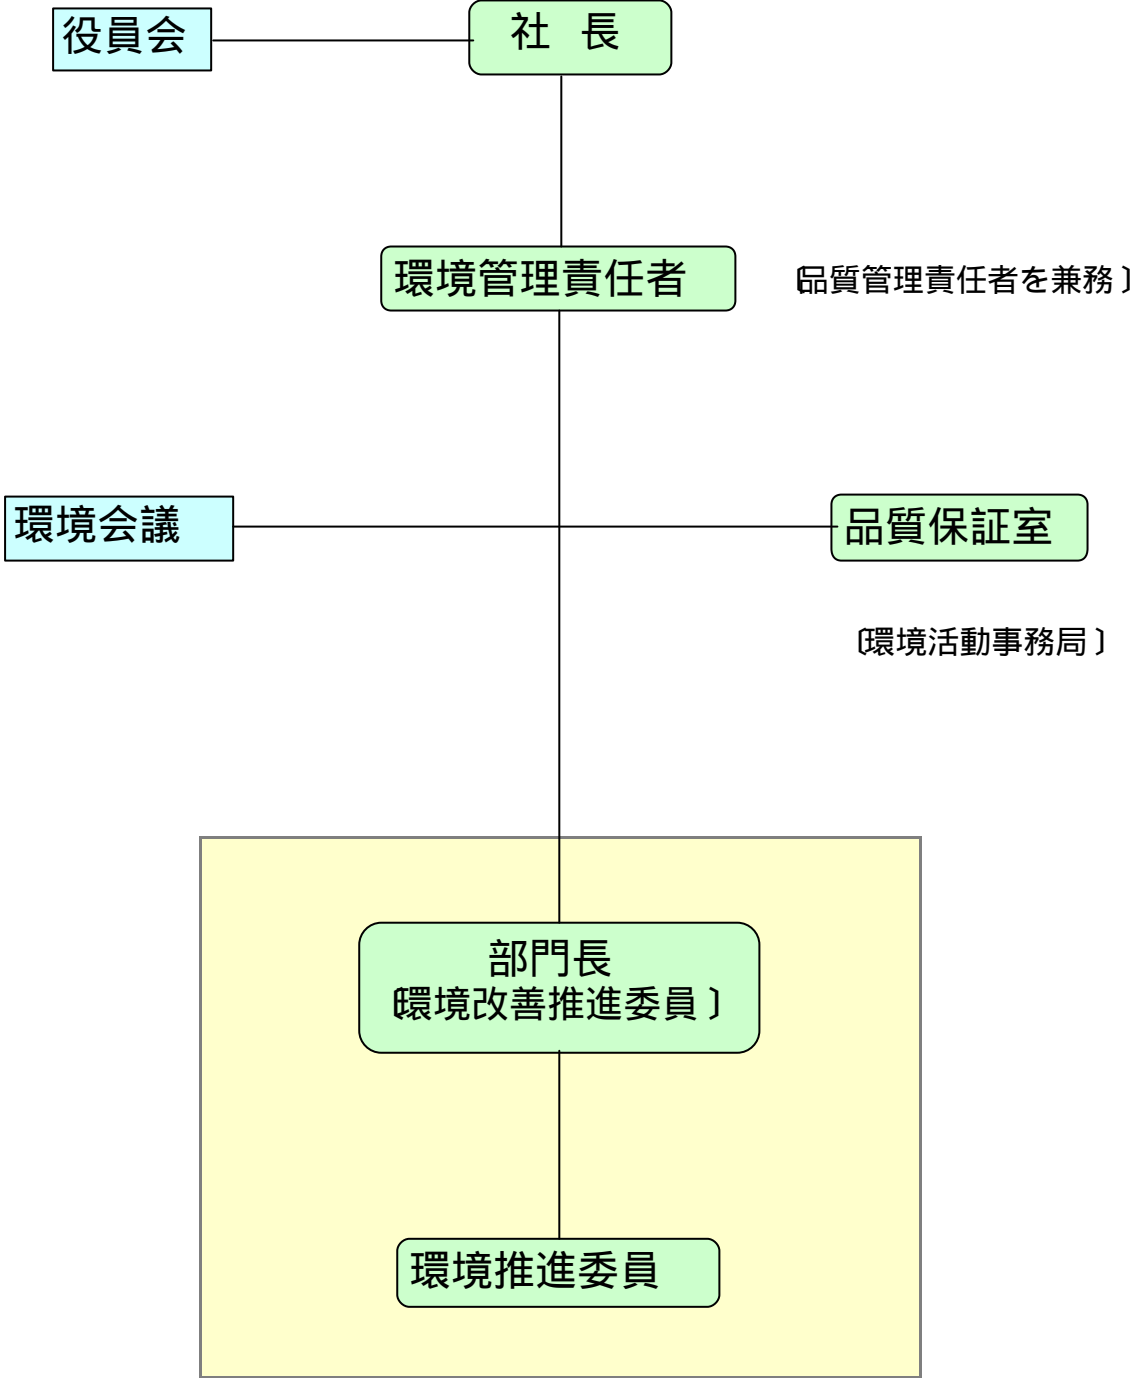 役員会
社 長
環境管理責任者
〔品質管理責任者を兼務〕
環境会議
品質保証室
〔環境活動事務局〕
部門長
〔環境改善推進委員〕
環境推進委員